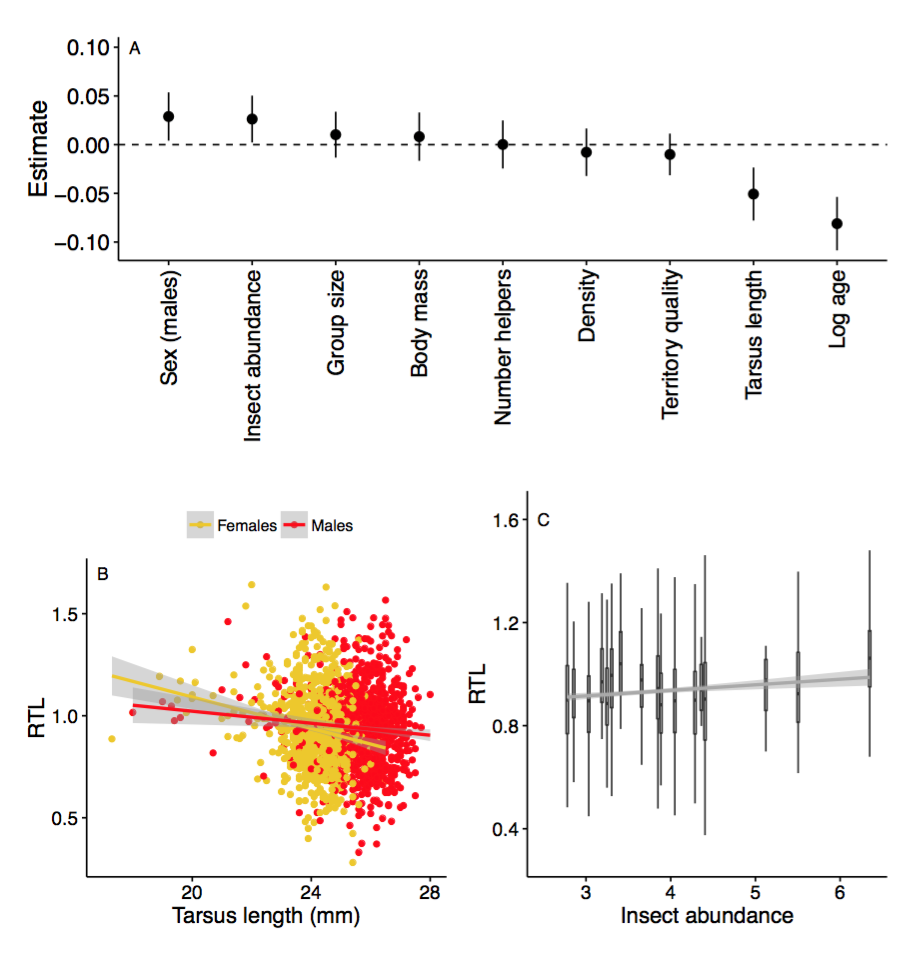 A
0.10
0.05
0.00
−0.05
−0.10
Estimate
Sex (males)
Insect abundance
Group size
Body mass
Number helpers
Density
Territory quality
Tarsus length
Log age
Females Males
B
1.5
1.0
0.5
RTL
20 24 28
Tarsus length (mm)
C
1.6
1.2
0.8
0.4
RTL
3 4 5 6
Insect abundance